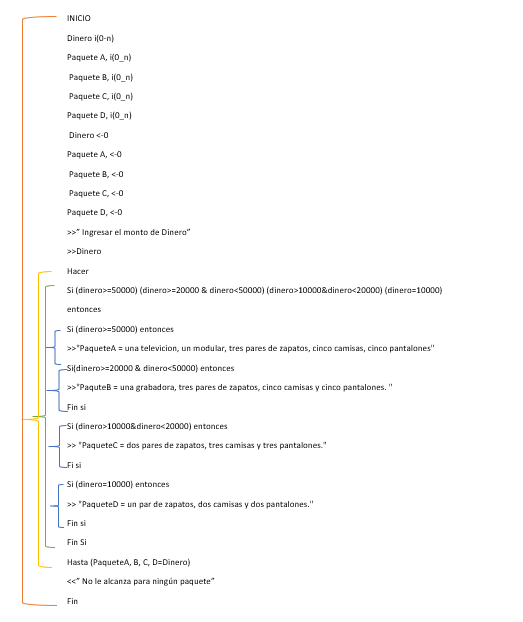 INICIO
Dinero i(0-n)
Paquete A, i(0_n)
Paquete B, i(0_n)
Paquete C, i(0_n)
Paquete D, i(0_n)
Dinero <-0
Paquete A, <-0
Paquete B, <-0
Paquete C, <-0
Paquete D, <-0
>>” Ingresar el monto de Dinero”
>>Dinero
Hacer
Si (dinero>=50000) (dinero>=20000 & dinero<50000) (dinero>10000&dinero<20000) (dinero=10000)
entonces
Si (dinero>=50000) entonces
>>"PaqueteA = una televicion, un modular, tres pares de zapatos, cinco camisas, cinco pantalones"
Si(dinero>=20000 & dinero<50000) entonces
>>"PaquteB = una grabadora, tres pares de zapatos, cinco camisas y cinco pantalones. "
Fin si
Si (dinero>10000&dinero<20000) entonces
>> "PaqueteC = dos pares de zapatos, tres camisas y tres pantalones."
Fi si
Si (dinero=10000) entonces
>> "PaqueteD = un par de zapatos, dos camisas y dos pantalones."
Fin si
Fin Si
Hasta (PaqueteA, B, C, D=Dinero)
<<” No le alcanza para ningún paquete”
Fin